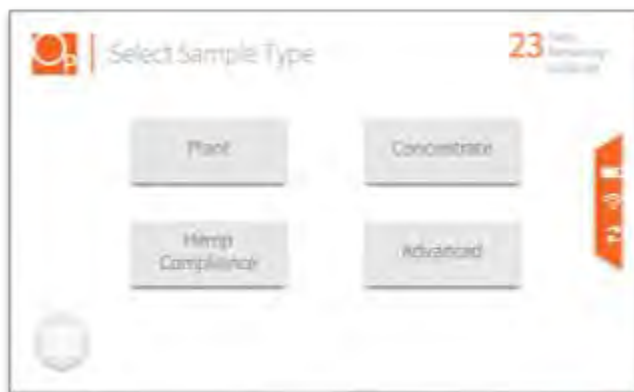 Select Sample Type
23
Plant
Concentrate
Hemp
Compliance
Advanced